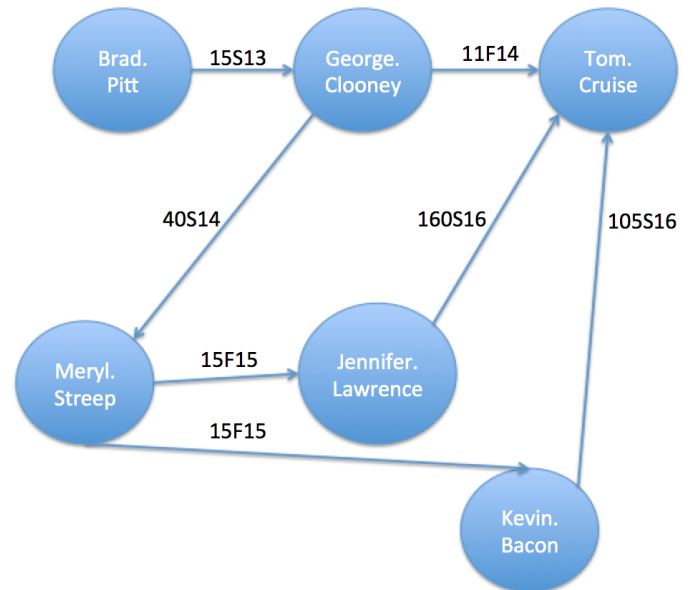 Brad.
Pitt
15S13
George.
Clooney
11F14
Tom.
Cruise
40S14
160S16
105S16
Meryl.
Streep
15F15
Jennifer.
Lawrence
15F15
Kevin.
Bacon